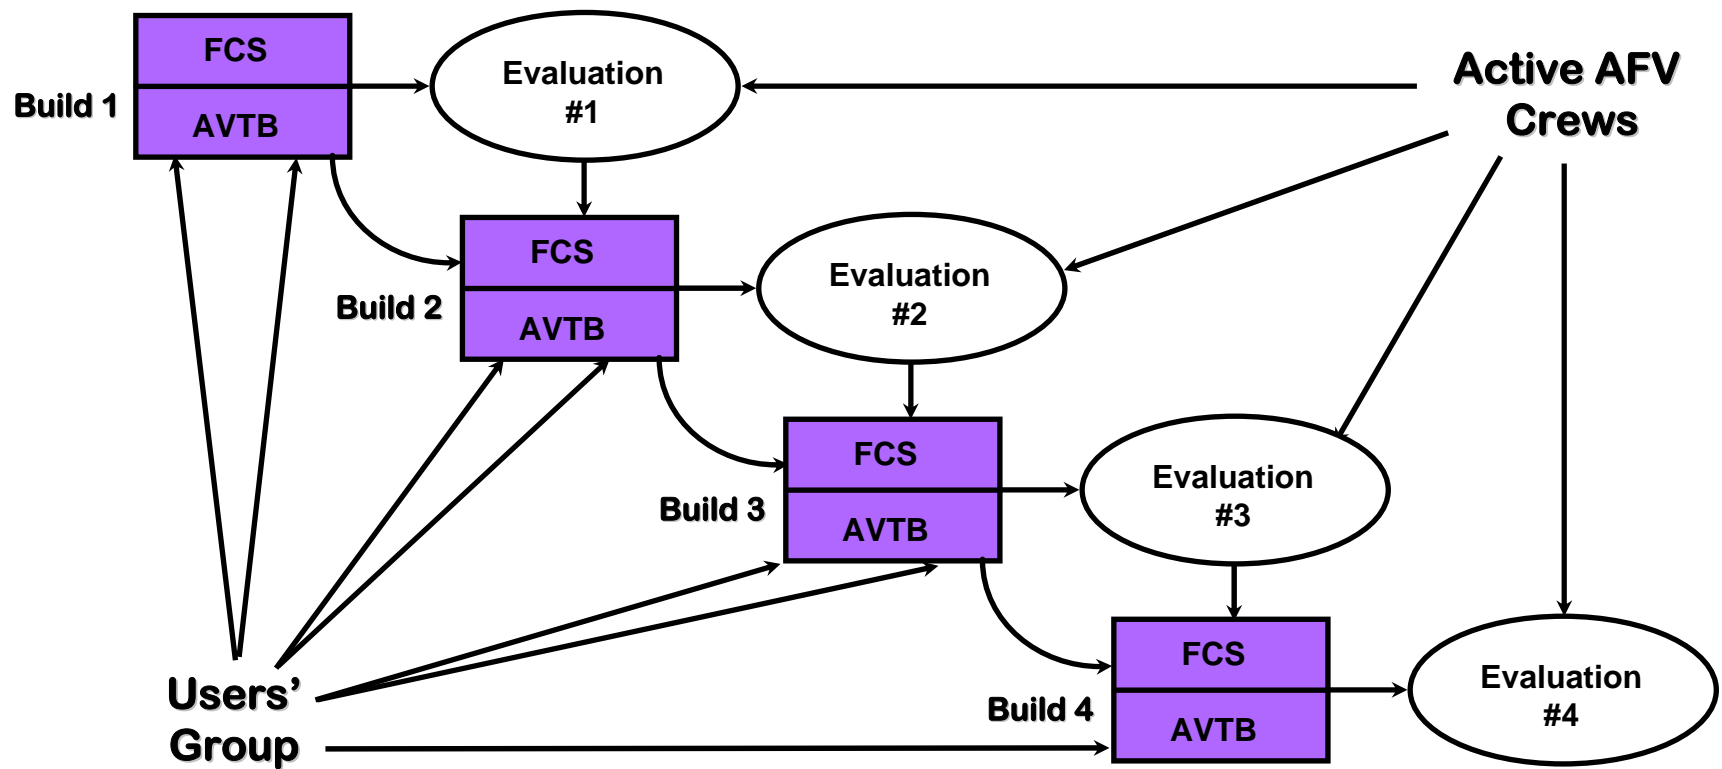 FCS
Build 1
AVTB
Evaluation
#1
Active AFV
Crews
FCS
Build 2
AVTB
Evaluation
#2
FCS
Build 3
AVTB
Evaluation
#3
Users’
Group
FCS
Build 4
AVTB
Evaluation
#4